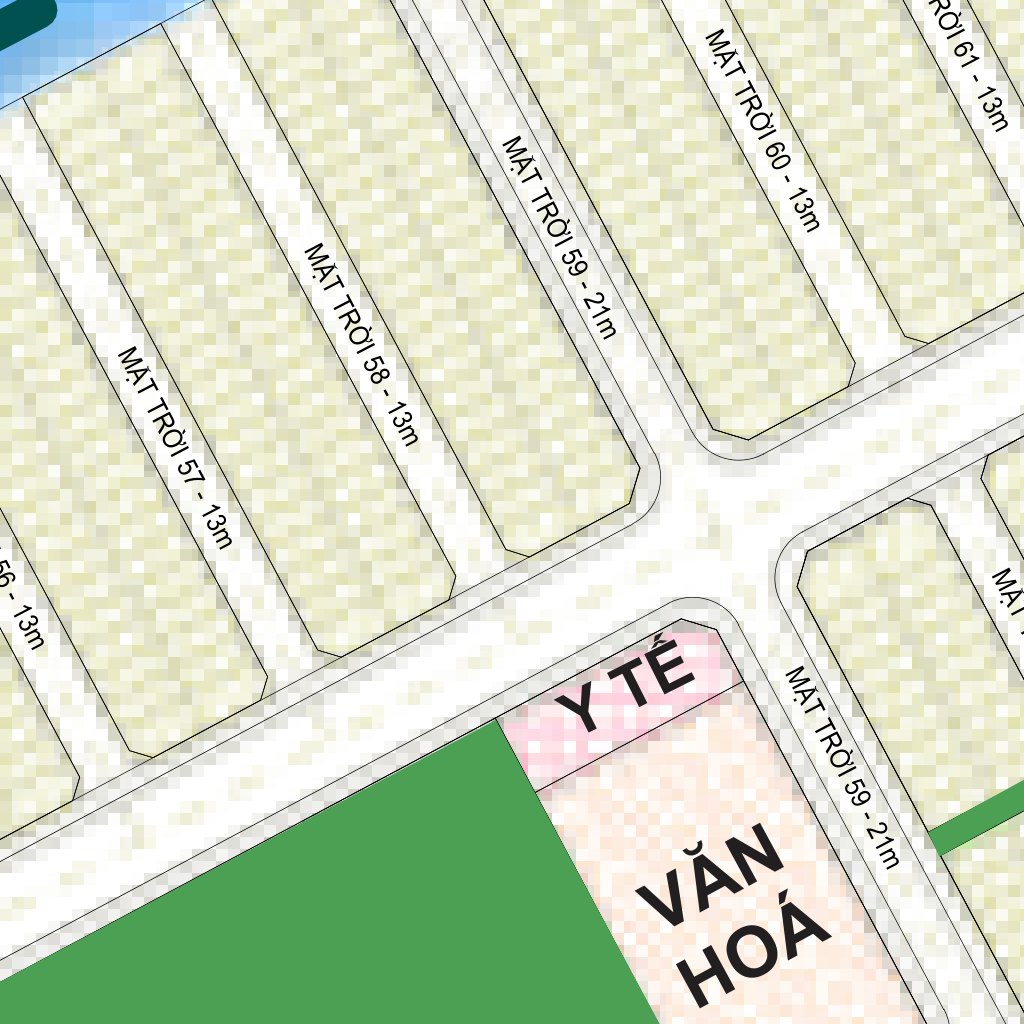 MẶT TRỜI 60 - 13m
RỜI 61 - 13m
MẶT TRỜI 59 - 21m
MẶT TRỜI 58 - 13m
MẶT TRỜI 57 - 13m
56 - 13m
MẶT
Y TẾ
MẶT TRỜI 59 - 21m
VĂN
HOÁ